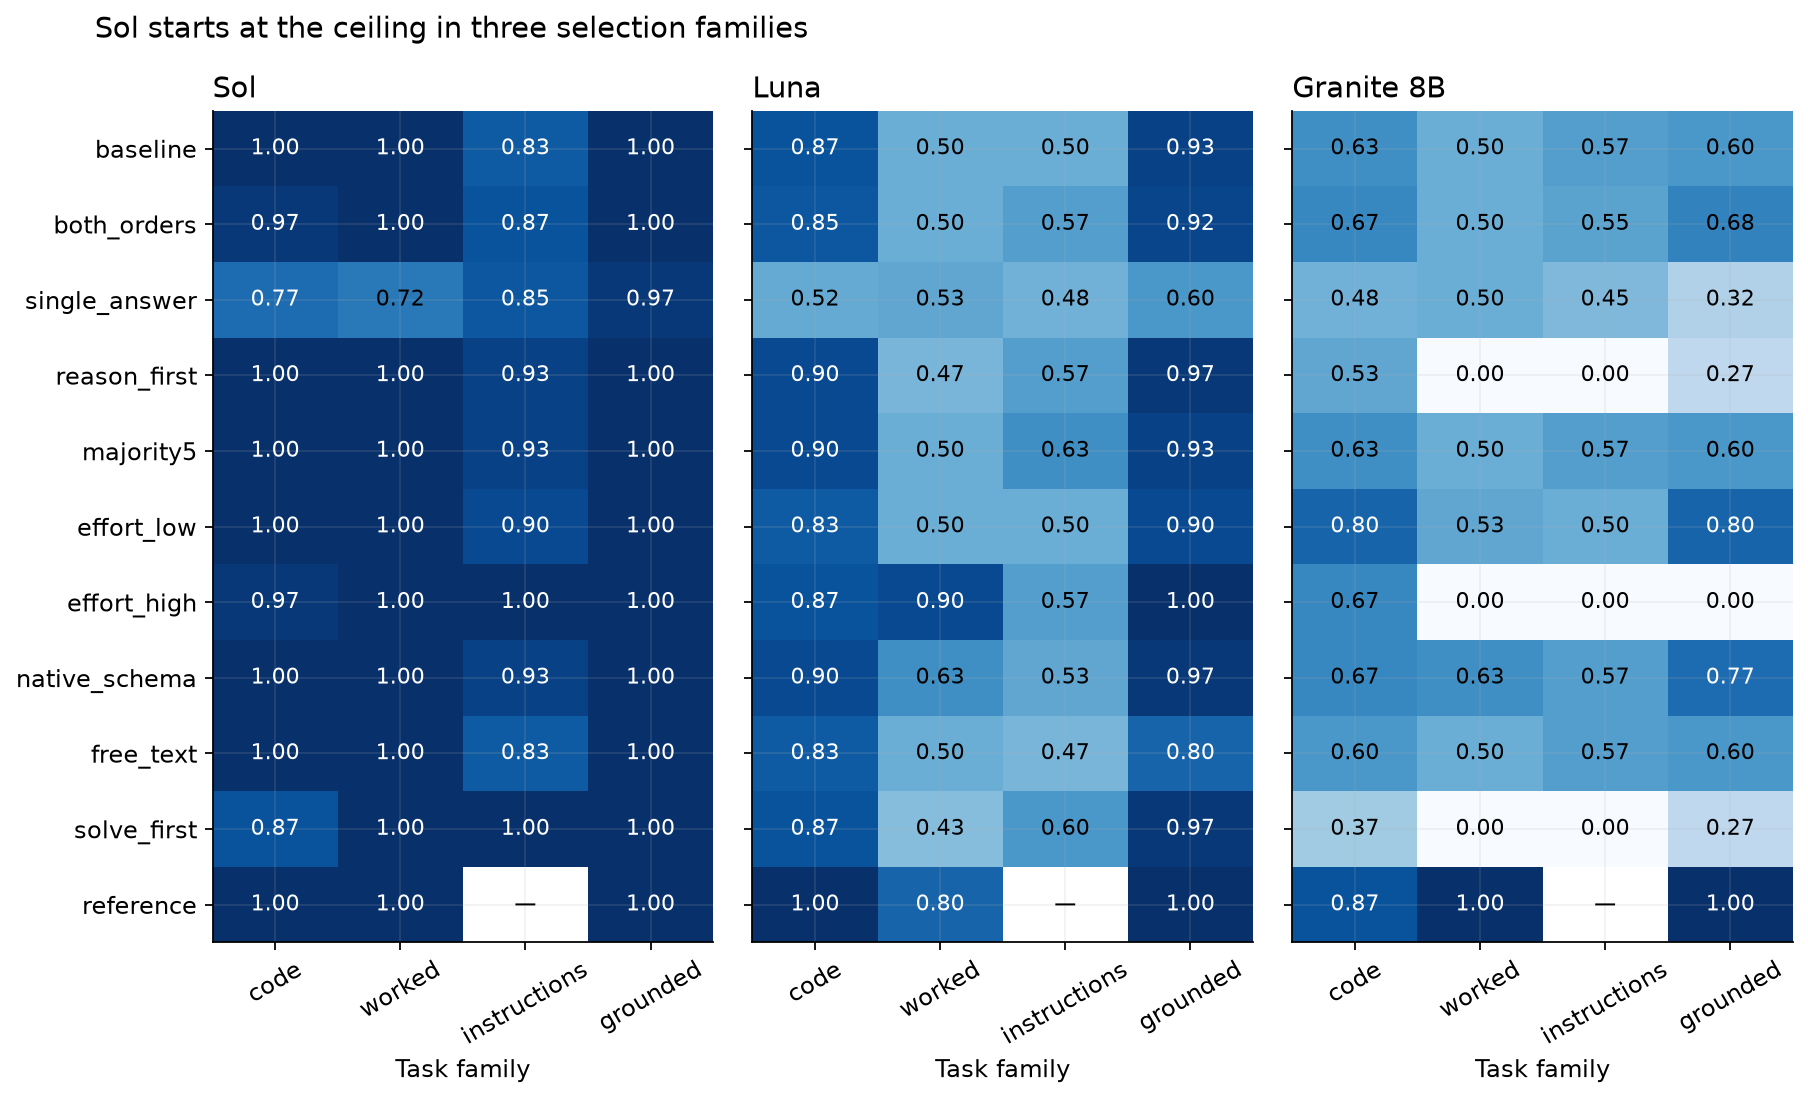 Sol starts at the ceiling in three selection families
Sol Luna Granite 8B
baseline 1.00 1.00 0.83 1.00 0.87 0.50 0.50 0.93 0.63 0.50 0.57 0.60
both_orders 0.97 1.00 0.87 1.00 0.85 0.50 0.57 0.92 0.67 0.50 0.55 0.68
single_answer 0.77 0.72 0.85 0.97 0.52 0.53 0.48 0.60 0.48 0.50 0.45 0.32
reason_first 1.00 1.00 0.93 1.00 0.90 0.47 0.57 0.97 0.53 0.00 0.00 0.27
majority5 1.00 1.00 0.93 1.00 0.90 0.50 0.63 0.93 0.63 0.50 0.57 0.60
effort_low 1.00 1.00 0.90 1.00 0.83 0.50 0.50 0.90 0.80 0.53 0.50 0.80
effort_high 0.97 1.00 1.00 1.00 0.87 0.90 0.57 1.00 0.67 0.00 0.00 0.00
native_schema 1.00 1.00 0.93 1.00 0.90 0.63 0.53 0.97 0.67 0.63 0.57 0.77
free_text 1.00 1.00 0.83 1.00 0.83 0.50 0.47 0.80 0.60 0.50 0.57 0.60
solve_first 0.87 1.00 1.00 1.00 0.87 0.43 0.60 0.97 0.37 0.00 0.00 0.27
reference 1.00 1.00 — 1.00 1.00 0.80 — 1.00 0.87 1.00 — 1.00
code worked instructions grounded code worked instructions grounded code worked instructions grounded
Task family Task family Task family